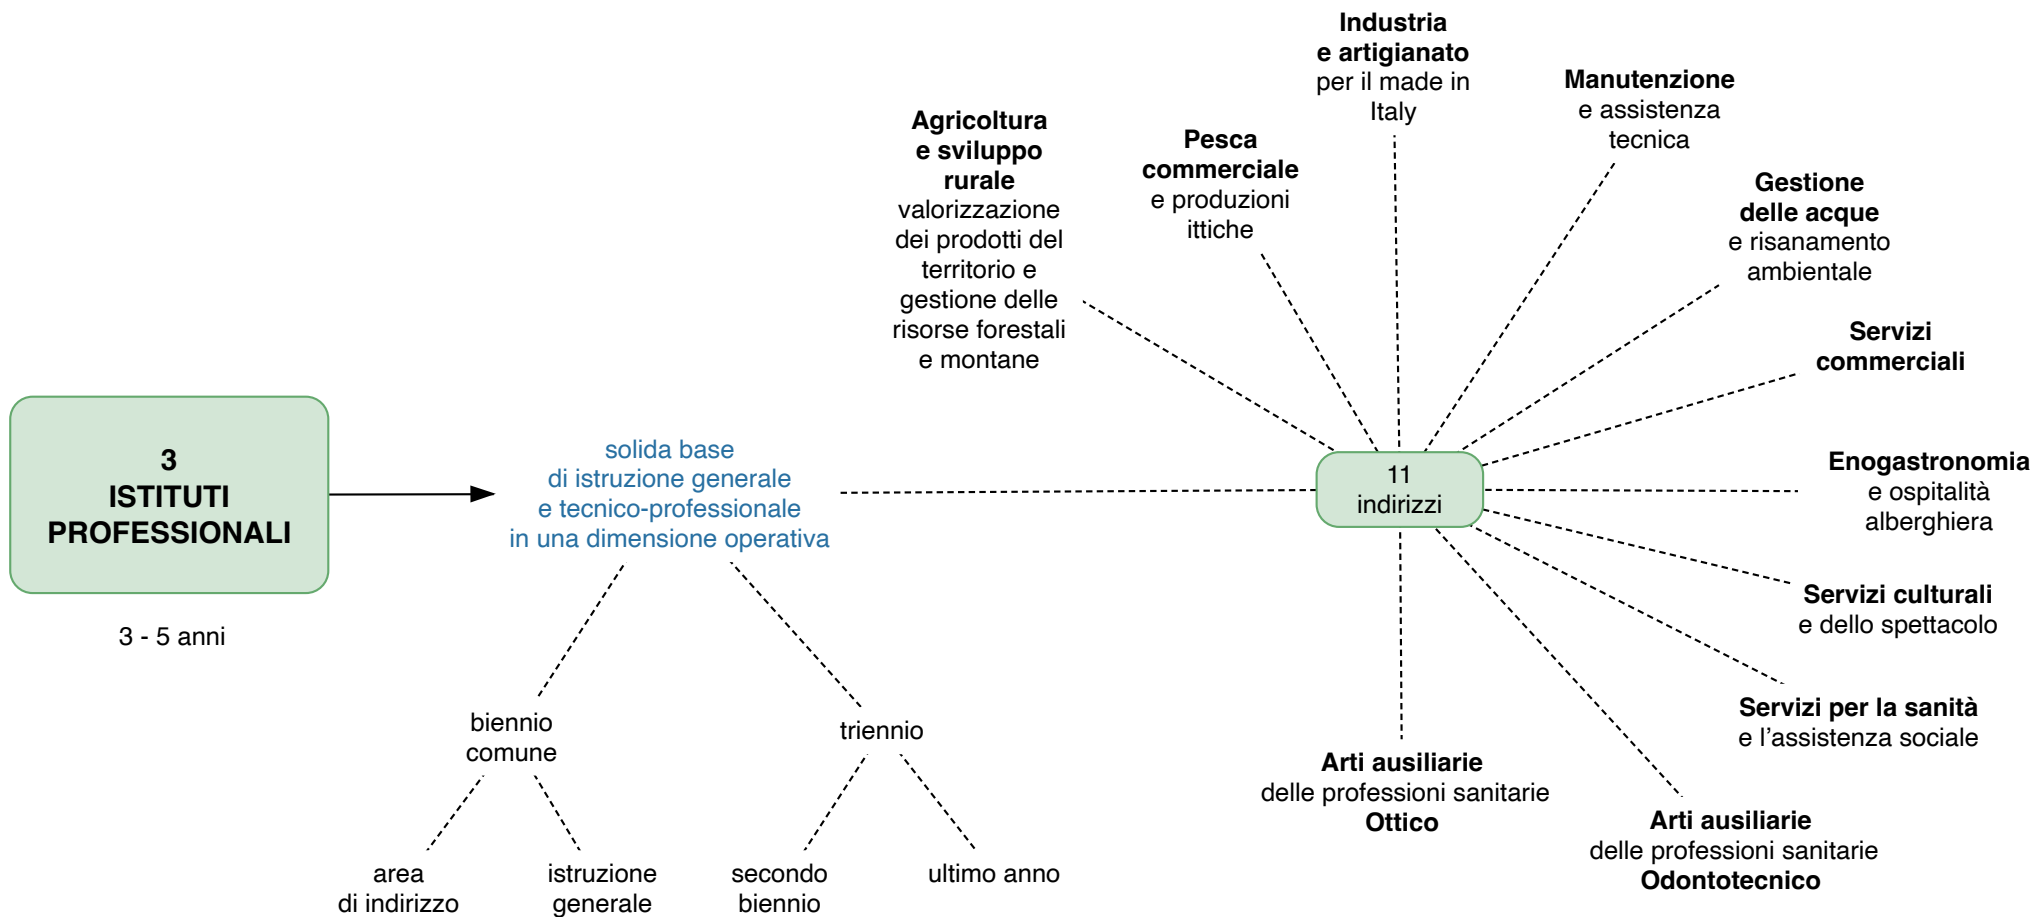 3
ISTITUTI
PROFESSIONALI
3 - 5 anni
solida base
di istruzione generale
e tecnico-professionale
in una dimensione operativa
biennio
comune
area
di indirizzo
istruzione
generale
triennio
secondo
biennio
ultimo anno
11
indirizzi
Agricoltura
e sviluppo
rurale
valorizzazione
dei prodotti del
territorio e
gestione delle
risorse forestali
e montane
Pesca
commerciale
e produzioni
ittiche
Industria
e artigianato
per il made in
Italy
Manutenzione
e assistenza
tecnica
Gestione
delle acque
e risanamento
ambientale
Servizi
commerciali
Enogastronomia
e ospitalità
alberghiera
Servizi culturali
e dello spettacolo
Servizi per la sanità
e l'assistenza sociale
Arti ausiliarie
delle professioni sanitarie
Odontotecnico
Arti ausiliarie
delle professioni sanitarie
Ottico